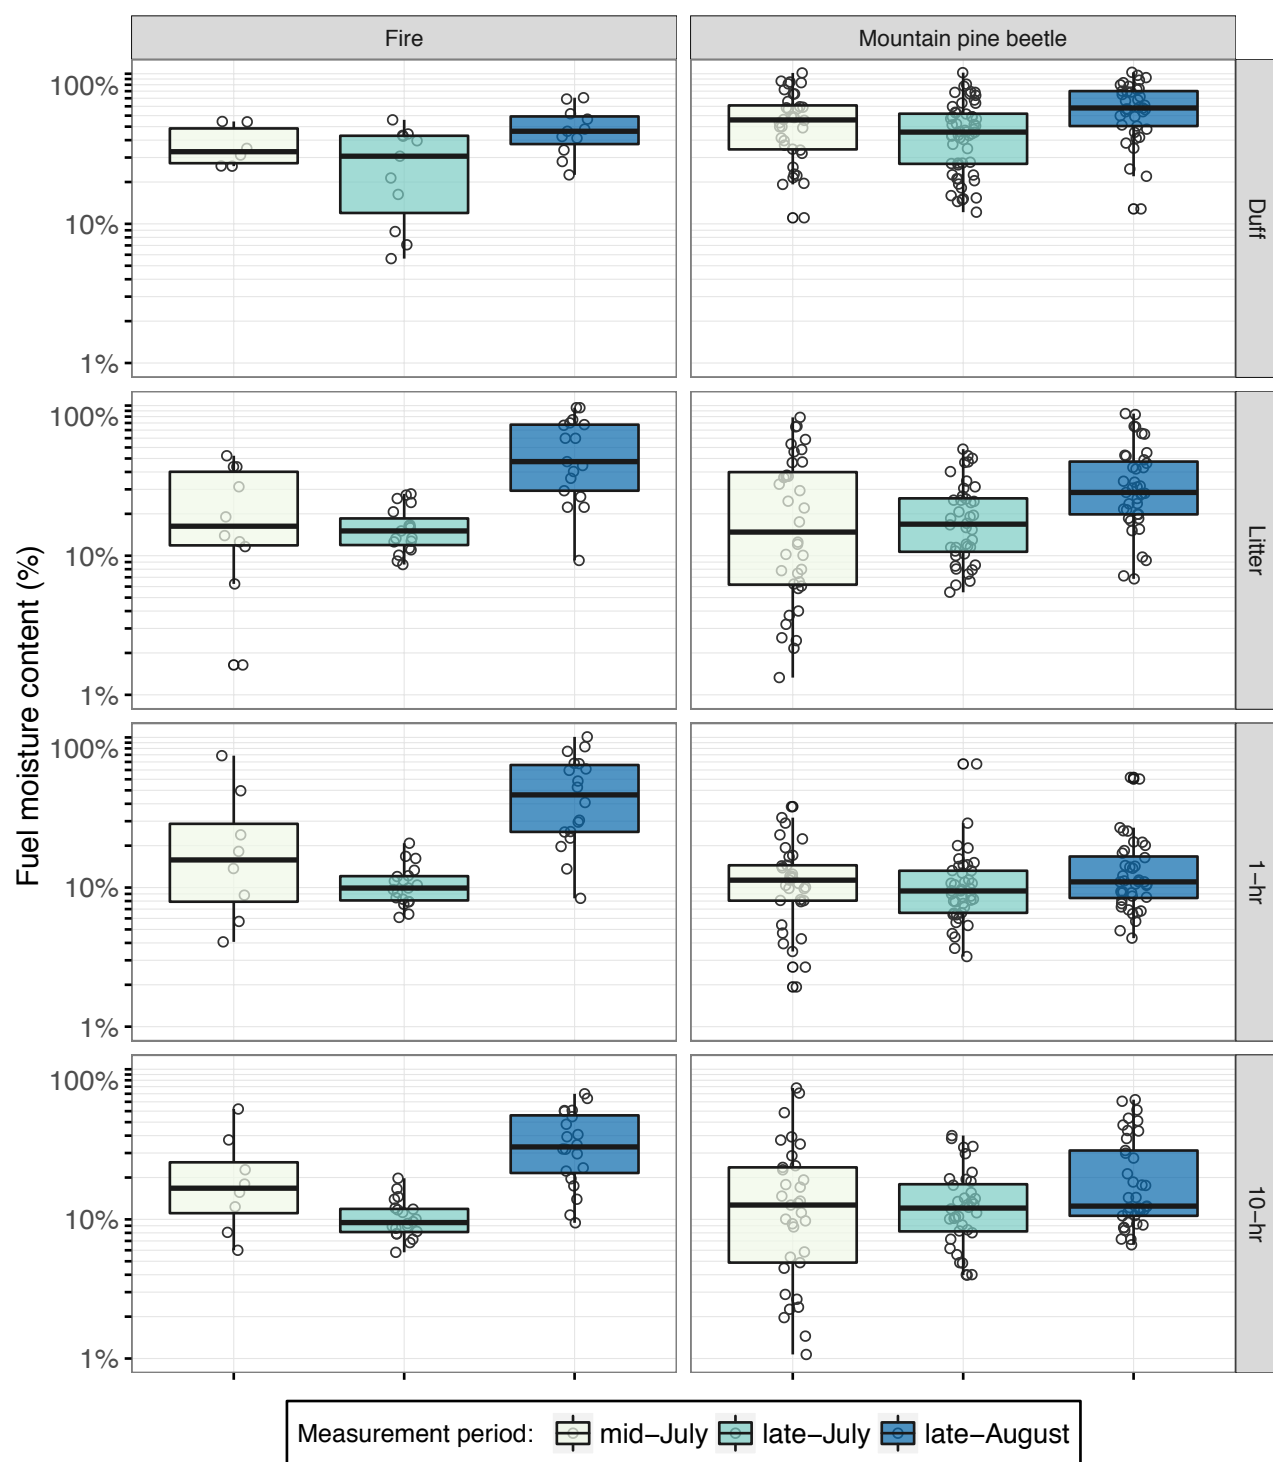 Fire
Mountain pine beetle
100%
10%
1%
Duff
100%
10%
1%
Litter
100%
10%
1%
1−hr
100%
10%
1%
10−hr
Fuel moisture content (%)
Measurement period: mid−July late−July late−August